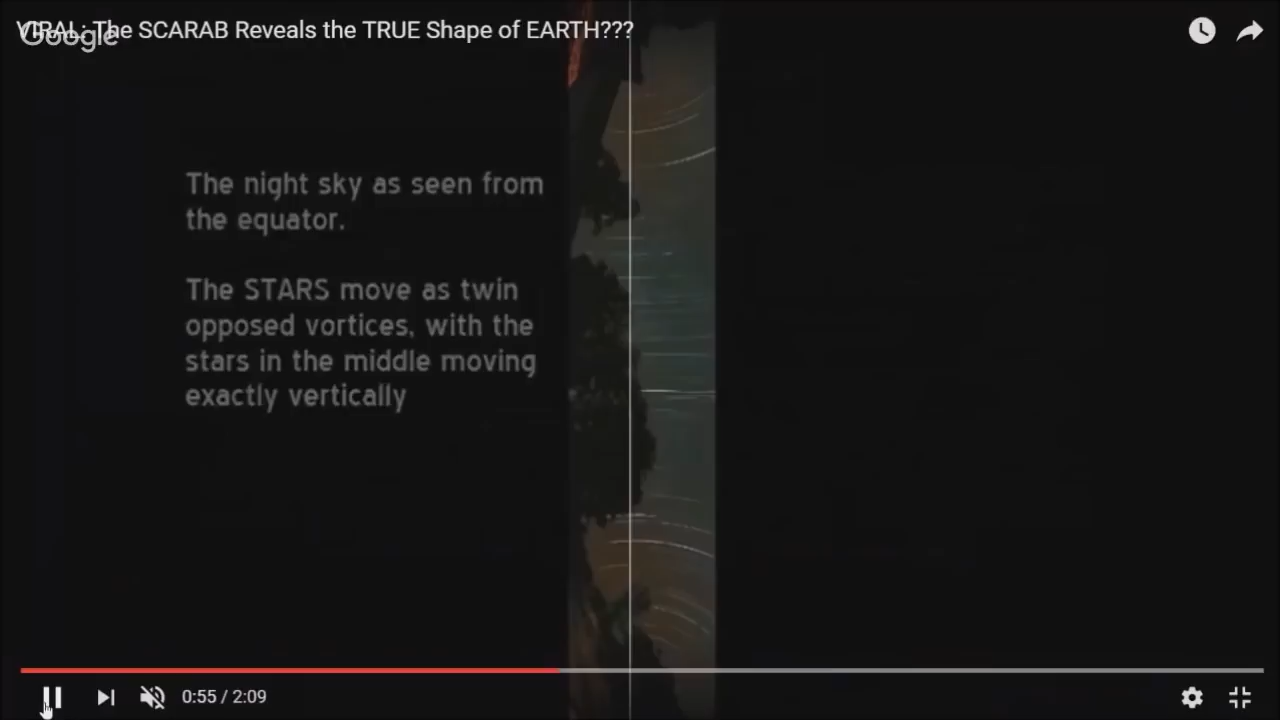 VIRAL: The SCARAB Reveals the TRUE Shape of EARTH???
Google
The night sky as seen from
the equator.
The STARS move as twin
opposed vortices, with the
stars in the middle moving
exactly vertically
0:55 / 2:09